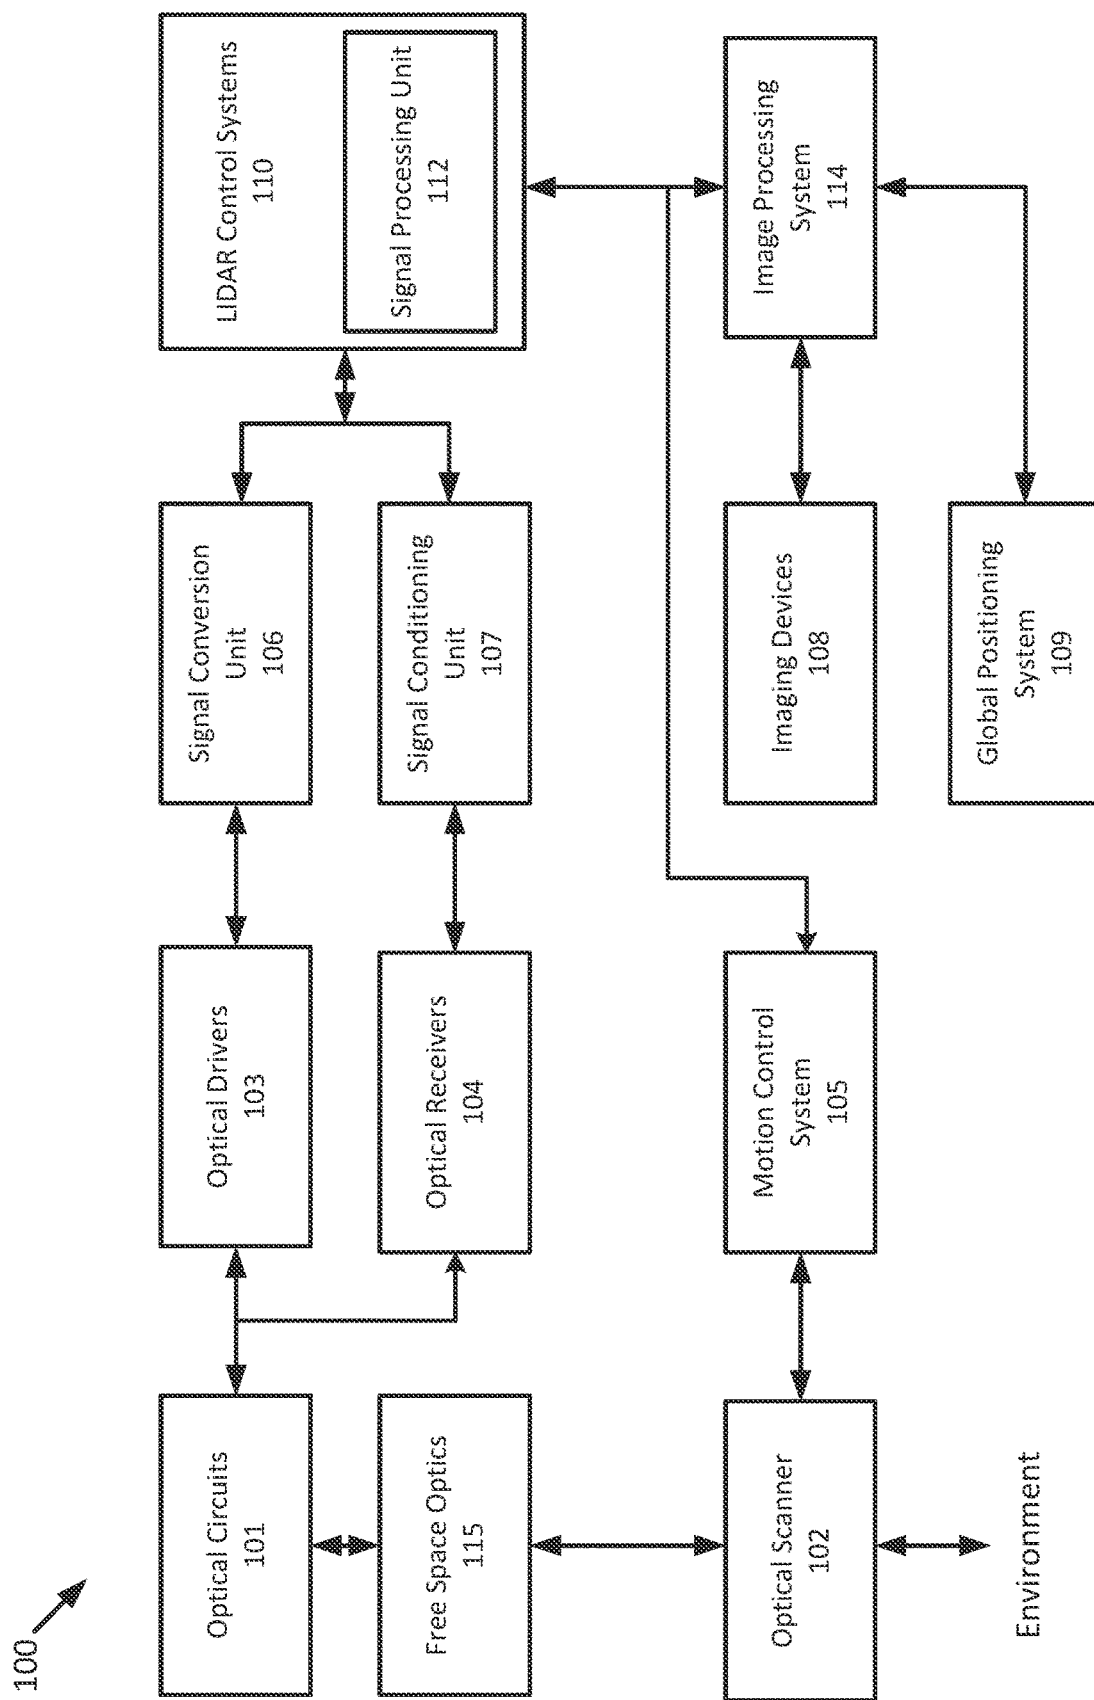 100
Optical Circuits
101
Optical Drivers
103
Signal Conversion
Unit
106
LIDAR Control Systems
110
Free Space Optics
115
Optical Receivers
104
Signal Conditioning
Unit
107
Signal Processing Unit
112
Optical Scanner
102
Motion Control
System
105
Imaging Devices
108
Image Processing
System
114
Environment
Global Positioning
System
109